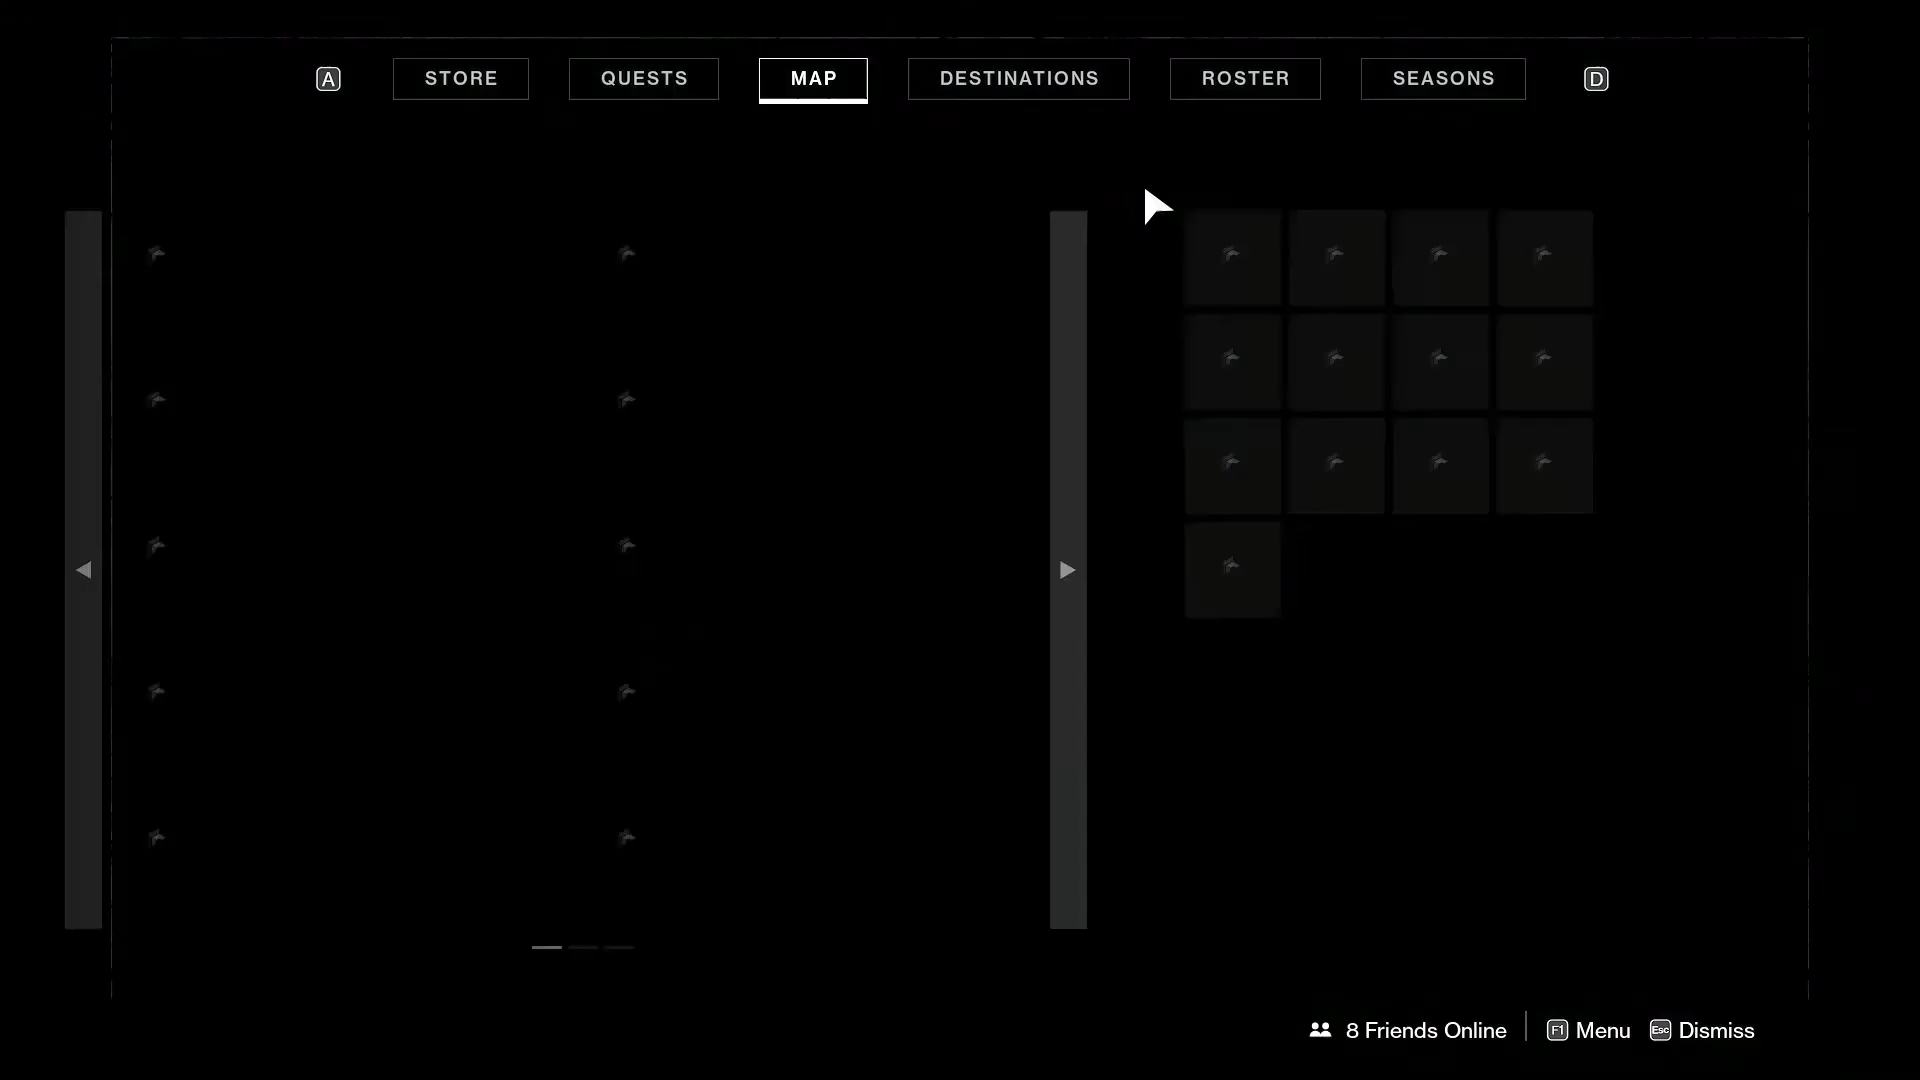 A STORE QUESTS MAP DESTINATIONS ROSTER SEASONS D
8 Friends Online F1 Menu Esc Dismiss